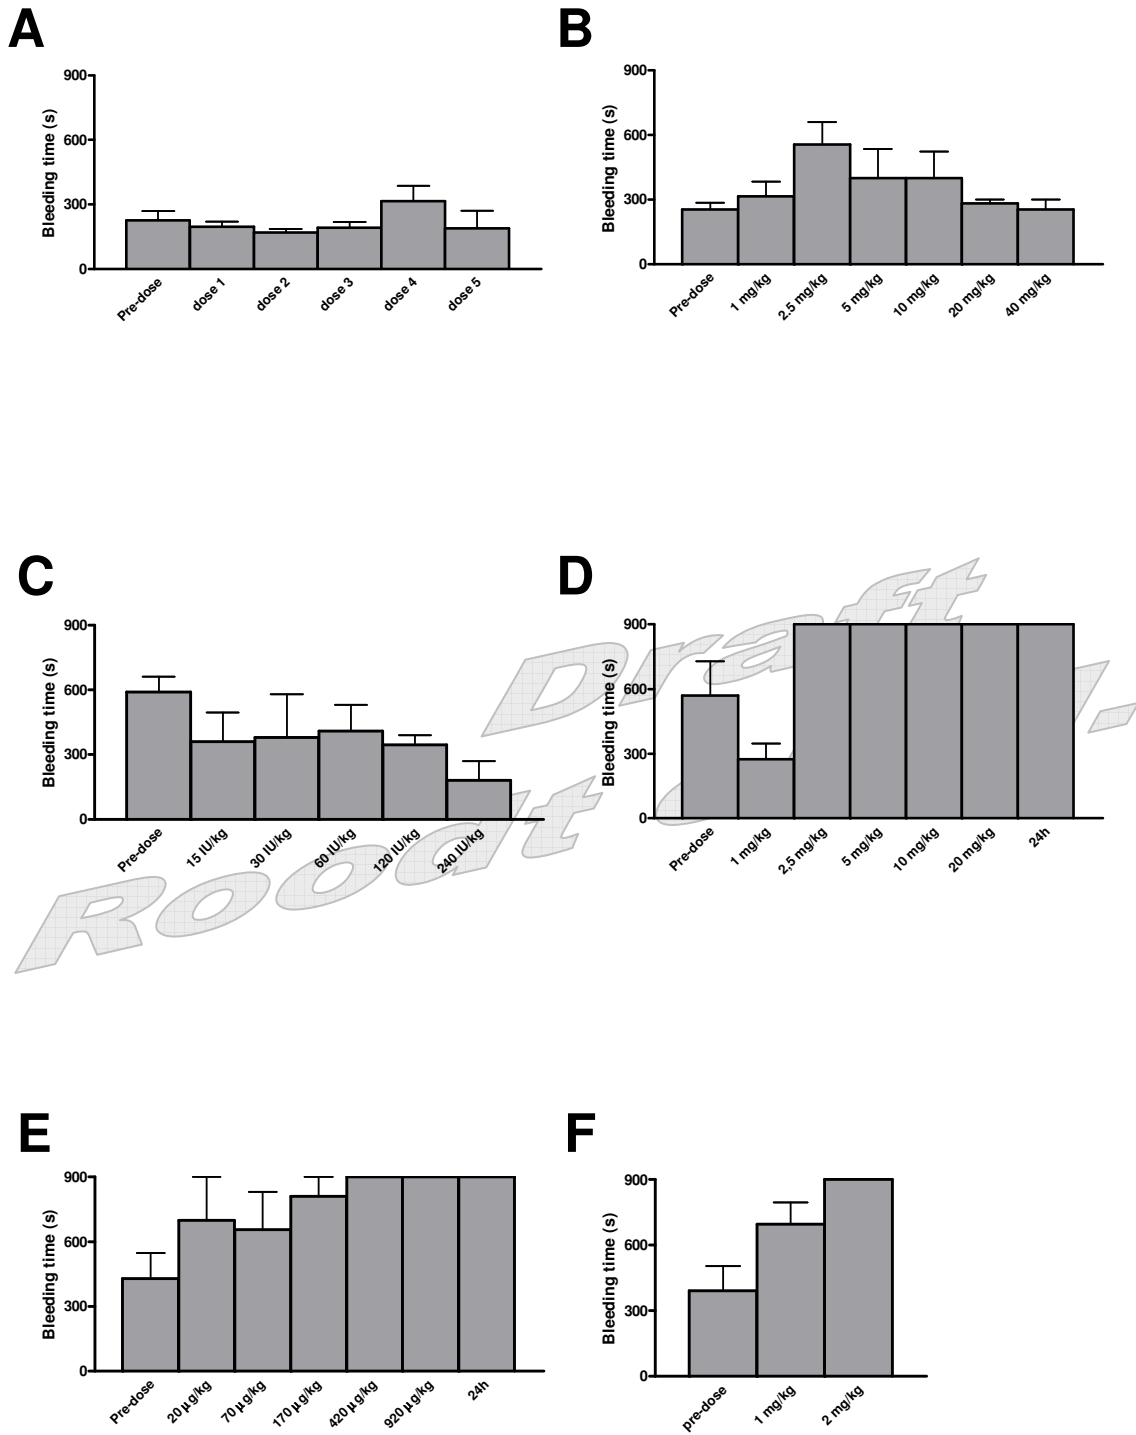 A
B
900
600
300
0
Bleeding time (s)
Pre-dose
dose 1
dose 2
dose 3
dose 4
dose 5
900
600
300
0
Bleeding time (s)
Pre-dose
1 mg/kg
2.5 mg/kg
5 mg/kg
10 mg/kg
20 mg/kg
40 mg/kg
C
D
900
600
300
0
Bleeding time (s)
Pre-dose
15 IU/kg
30 IU/kg
60 IU/kg
120 IU/kg
240 IU/kg
900
600
300
0
Bleeding time (s)
Pre-dose
1 mg/kg
2,5 mg/kg
5 mg/kg
10 mg/kg
20 mg/kg
24h
Draft
Roodt
E
F
900
600
300
0
Bleeding time (s)
Pre-dose
20 µg/kg
70 µg/kg
170 µg/kg
420 µg/kg
920 µg/kg
24h
900
600
300
0
Bleeding time (s)
pre-dose
1 mg/kg
2 mg/kg